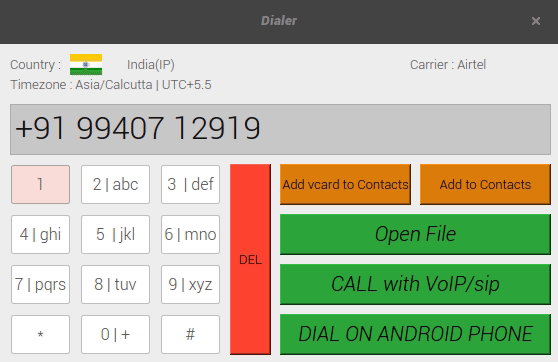 Dialer ×
Country : India(IP) Carrier : Airtel
Timezone : Asia/Calcutta | UTC+5.5
+91 99407 12919
1 2 | abc 3 | def DEL Add vcard to Contacts Add to Contacts
4 | ghi 5 | jkl 6 | mno Open File
7 | pqrs 8 | tuv 9 | xyz CALL with VoIP/sip
* 0 | + # DIAL ON ANDROID PHONE